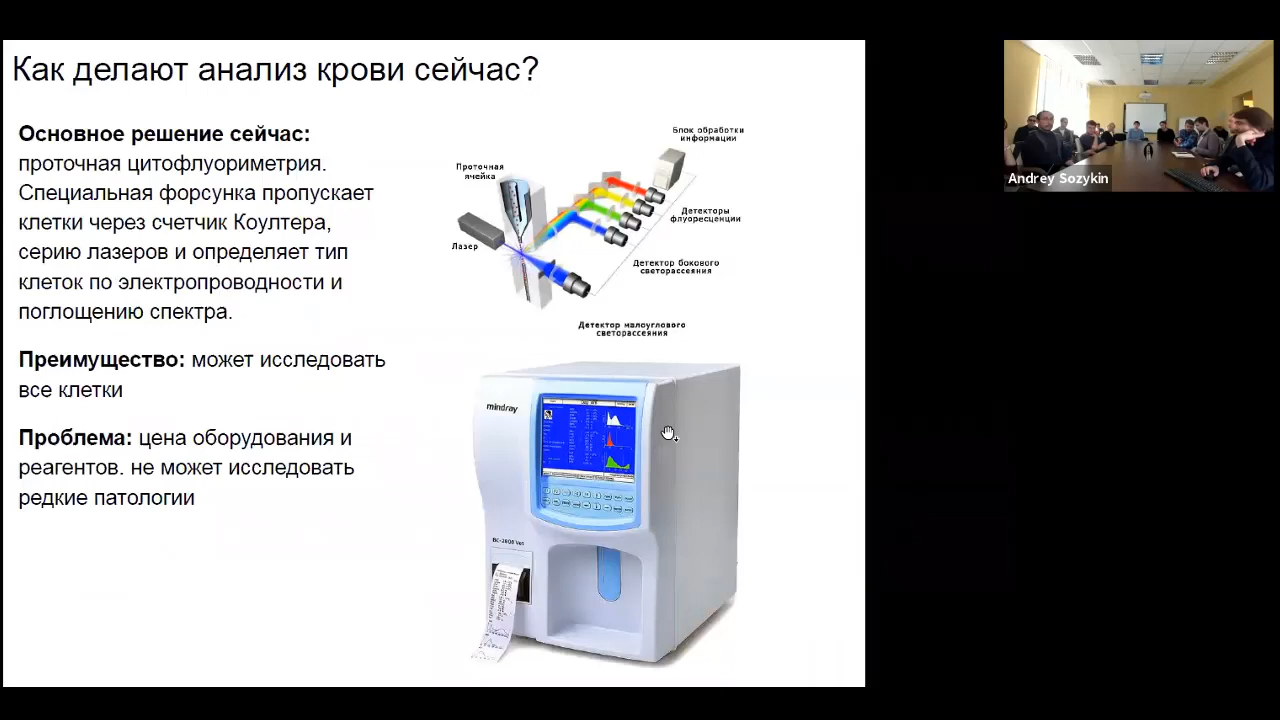 Как делают анализ крови сейчас?
Основное решение сейчас:
проточная цитофлуориметрия.
Специальная форсунка пропускает
клетки через счетчик Коултера,
серию лазеров и определяет тип
клеток по электропроводности и
поглощению спектра.
Преимущество: может исследовать
все клетки
Проблема: цена оборудования и
реагентов. не может исследовать
редкие патологии
Блок обработки
информации
Проточная
ячейка
Детекторы
флуоресценции
Лазер
Детектор бокового
светорассеяния
Детектор малоуглового
светорассеяния
mindray
BC-2800 Vet
Andrey Sozykin